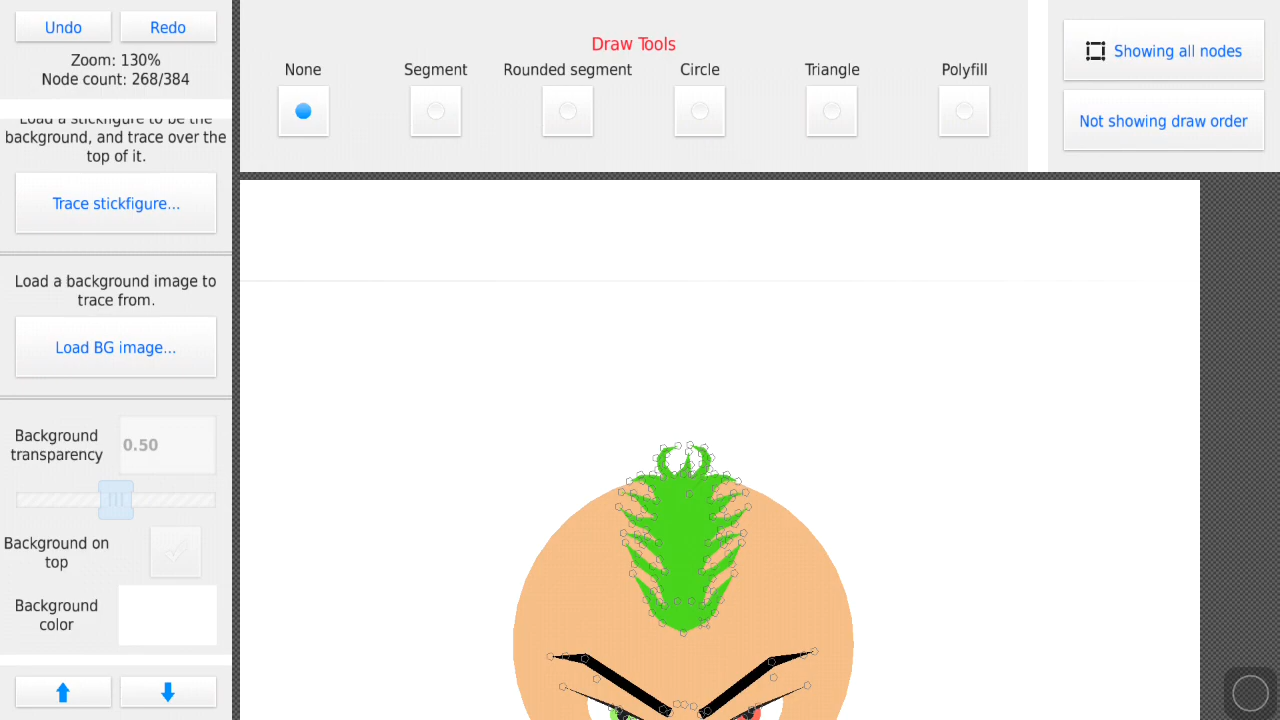 Undo
Redo
Zoom: 130%
Node count: 268/384
Load a stickfigure to be the
background, and trace over the
top of it.
Trace stickfigure...
Load a background image to
trace from.
Load BG image...
Background
transparency
0.50
Background on
top
Background
color
Draw Tools
None
Segment
Rounded segment
Circle
Triangle
Polyfill
Showing all nodes
Not showing draw order